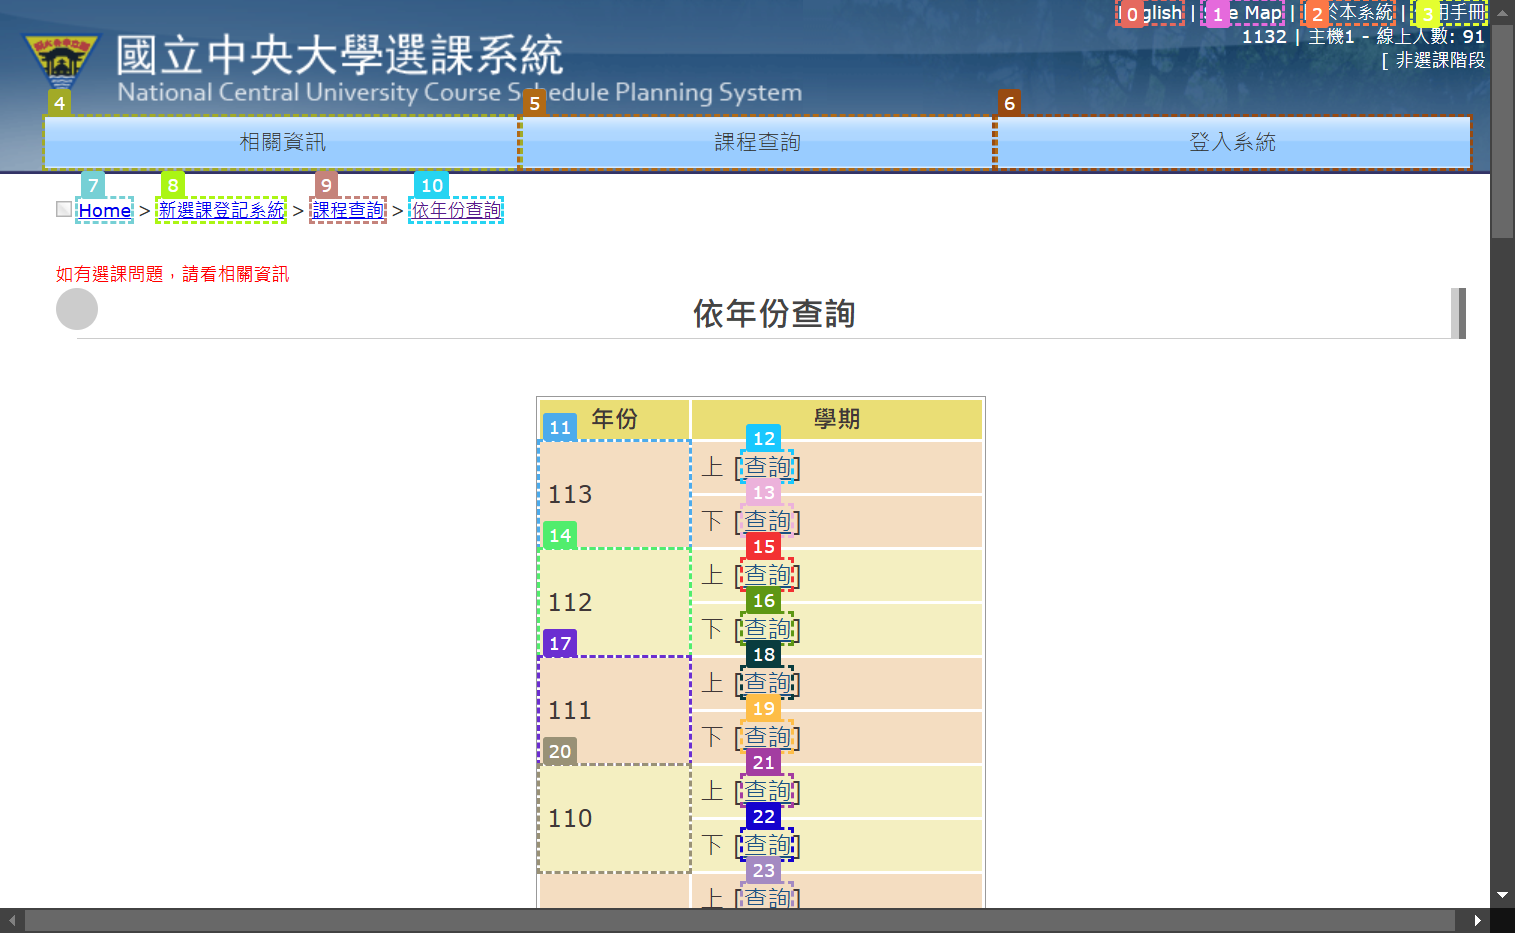 English | Site Map | 關於本系統 | 使用手冊
1132 | 主機1 - 線上人數: 91
[ 非選課階段
國立中央大學選課系統
National Central University Course Schedule Planning System
相關資訊 課程查詢 登入系統
Home > 新選課登記系統 > 課程查詢 > 依年份查詢
如有選課問題，請看相關資訊
依年份查詢
年份 學期
113
上 [查詢]
下 [查詢]
112
上 [查詢]
下 [查詢]
111
上 [查詢]
下 [查詢]
110
上 [查詢]
下 [查詢]
上 [查詢]
0
1
2
3
4
5
6
7
8
9
10
11
12
13
14
15
16
17
18
19
20
21
22
23